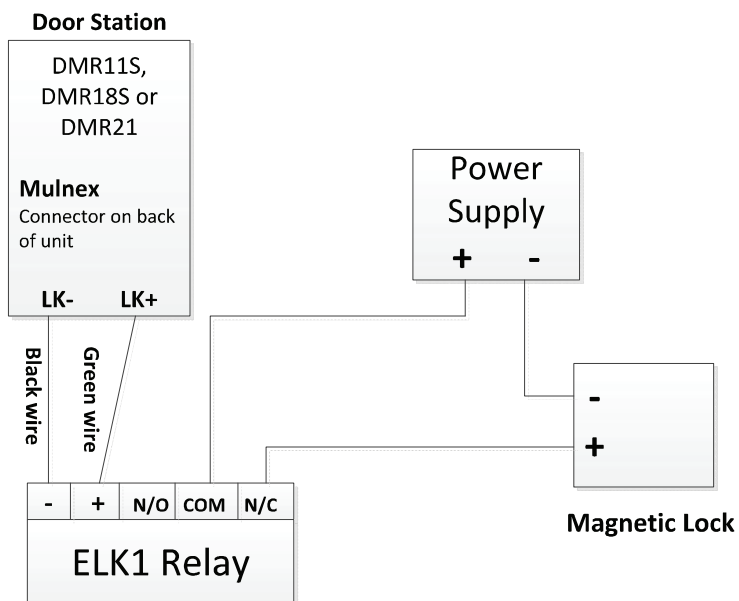 Door Station
DMR11S,
DMR18S or
DMR21
Mulnex
Connector on back
of unit
LK- LK+
Black wire
Green wire
Power
Supply
+ -
-
+
Magnetic Lock
- + N/O COM N/C
ELK1 Relay